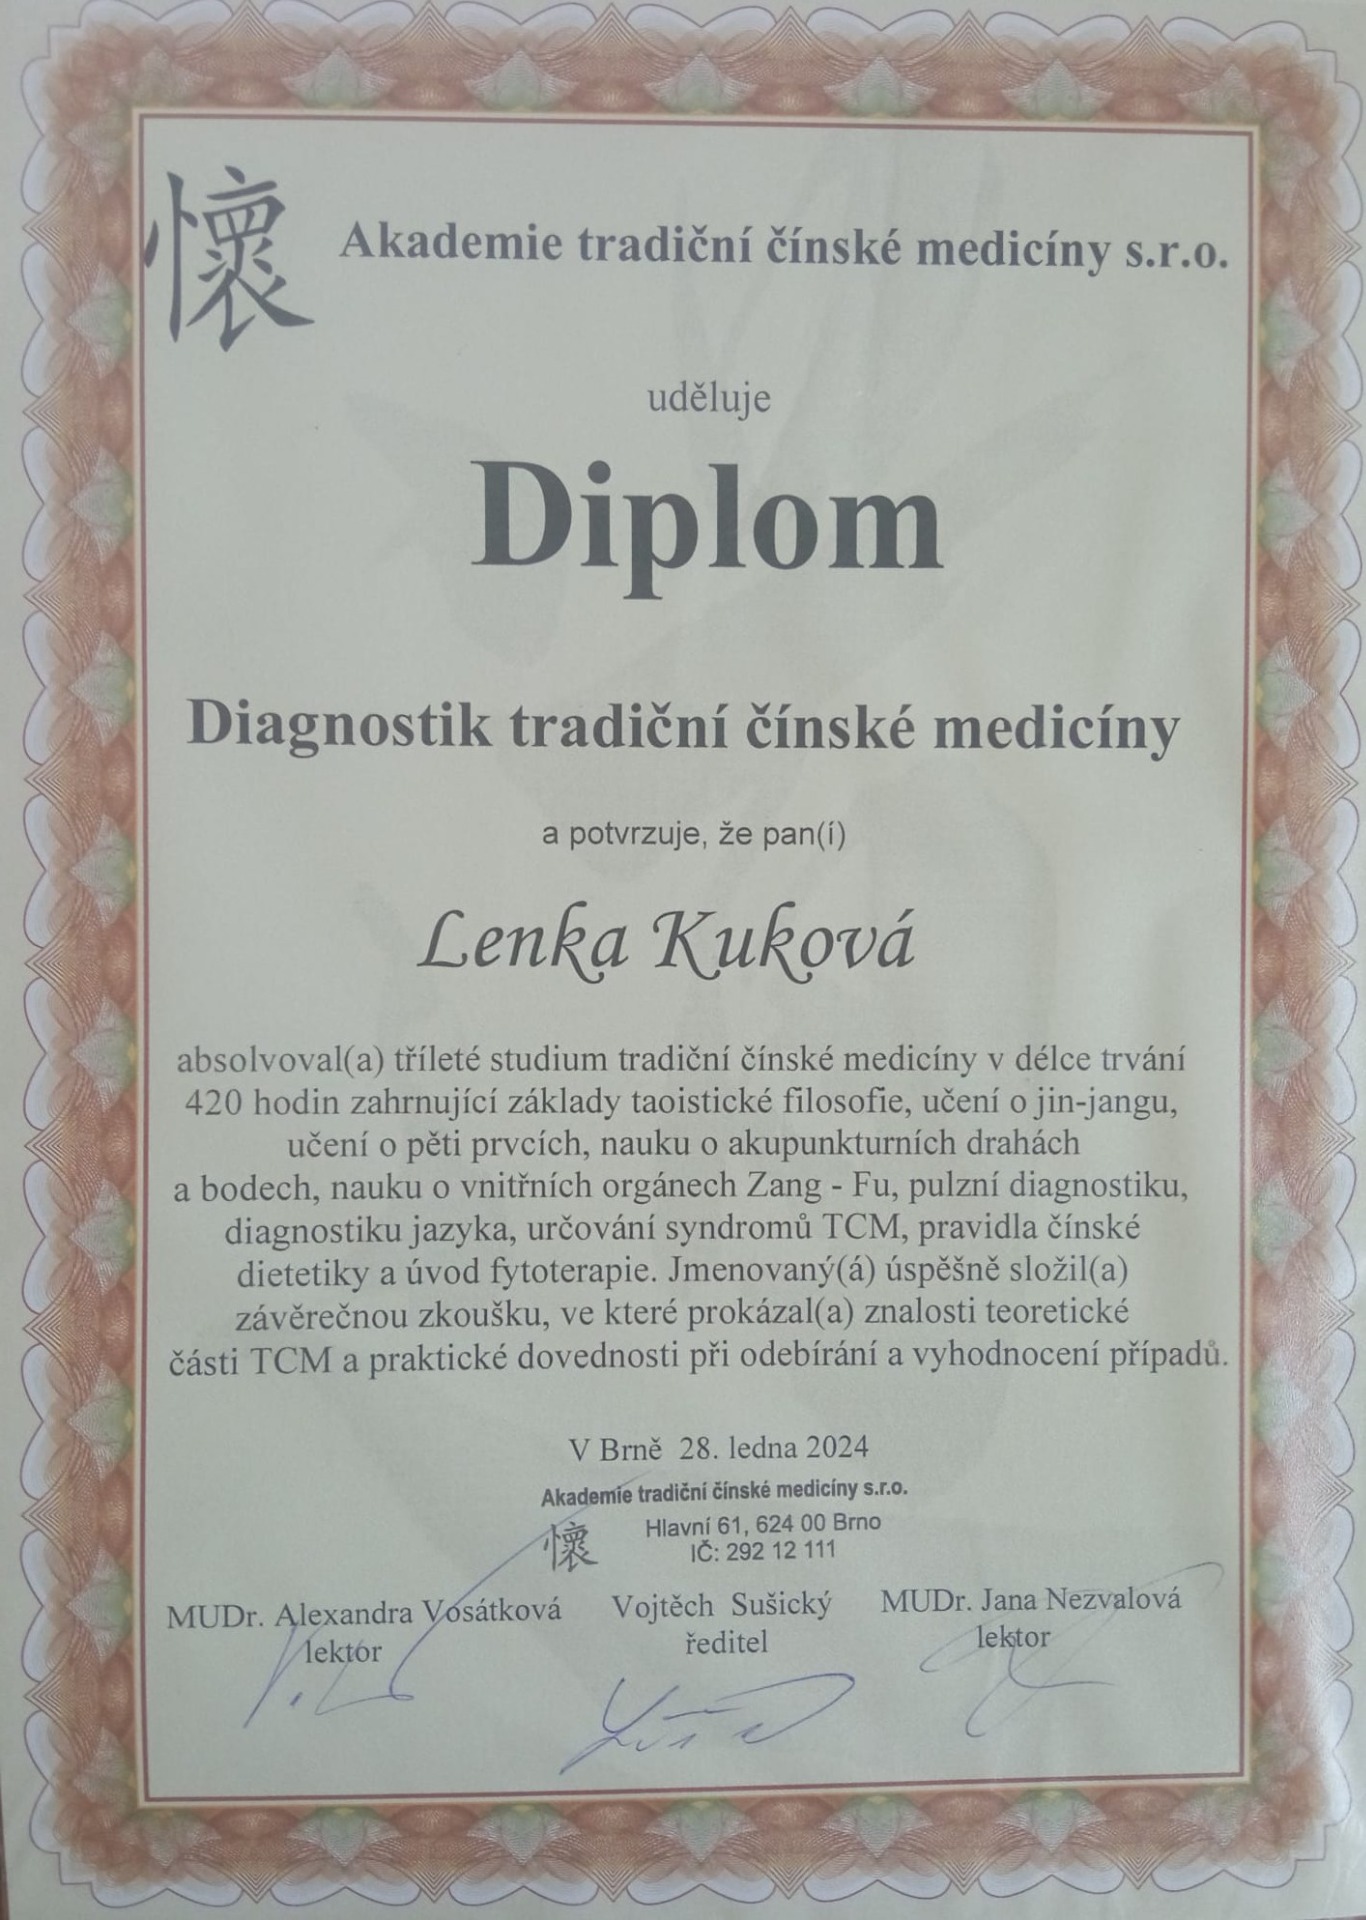 懷
Akademie tradiční čínské medicíny s.r.o.
uděluje
Diplom
Diagnostik tradiční čínské medicíny
a potvrzuje, že pan(í)
Lenka Kuková
absolvoval(a) tříleté studium tradiční čínské medicíny v délce trvání
420 hodin zahrnující základy taoistické filosofie, učení o jin-jangu,
učení o pěti prvcích, nauku o akupunkturních drahách
a bodech, nauku o vnitřních orgánech Zang - Fu, pulzní diagnostiku,
diagnostiku jazyka, určování syndromů TCM, pravidla čínské
dietetiky a úvod fytoterapie. Jmenovaný(á) úspěšně složil(a)
závěrečnou zkoušku, ve které prokázal(a) znalosti teoretické
části TCM a praktické dovednosti při odebírání a vyhodnocení případů.
V Brně 28. ledna 2024
Akademie tradiční čínské medicíny s.r.o.
懷
Hlavní 61, 624 00 Brno
IČ: 292 12 111
MUDr. Alexandra Vosátková
lektor
Vojtěch Sušický
ředitel
MUDr. Jana Nezvalová
lektor